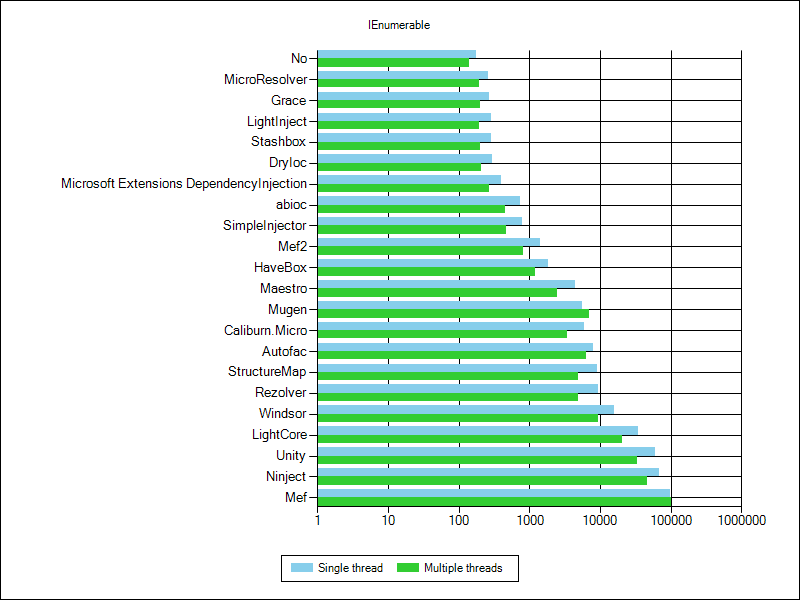 IEnumerable
No
MicroResolver
Grace
LightInject
Stashbox
DryIoc
Microsoft Extensions DependencyInjection
abioc
SimpleInjector
Mef2
HaveBox
Maestro
Mugen
Caliburn.Micro
Autofac
StructureMap
Rezolver
Windsor
LightCore
Unity
Ninject
Mef
1 10 100 1000 10000 100000 1000000
Single thread Multiple threads